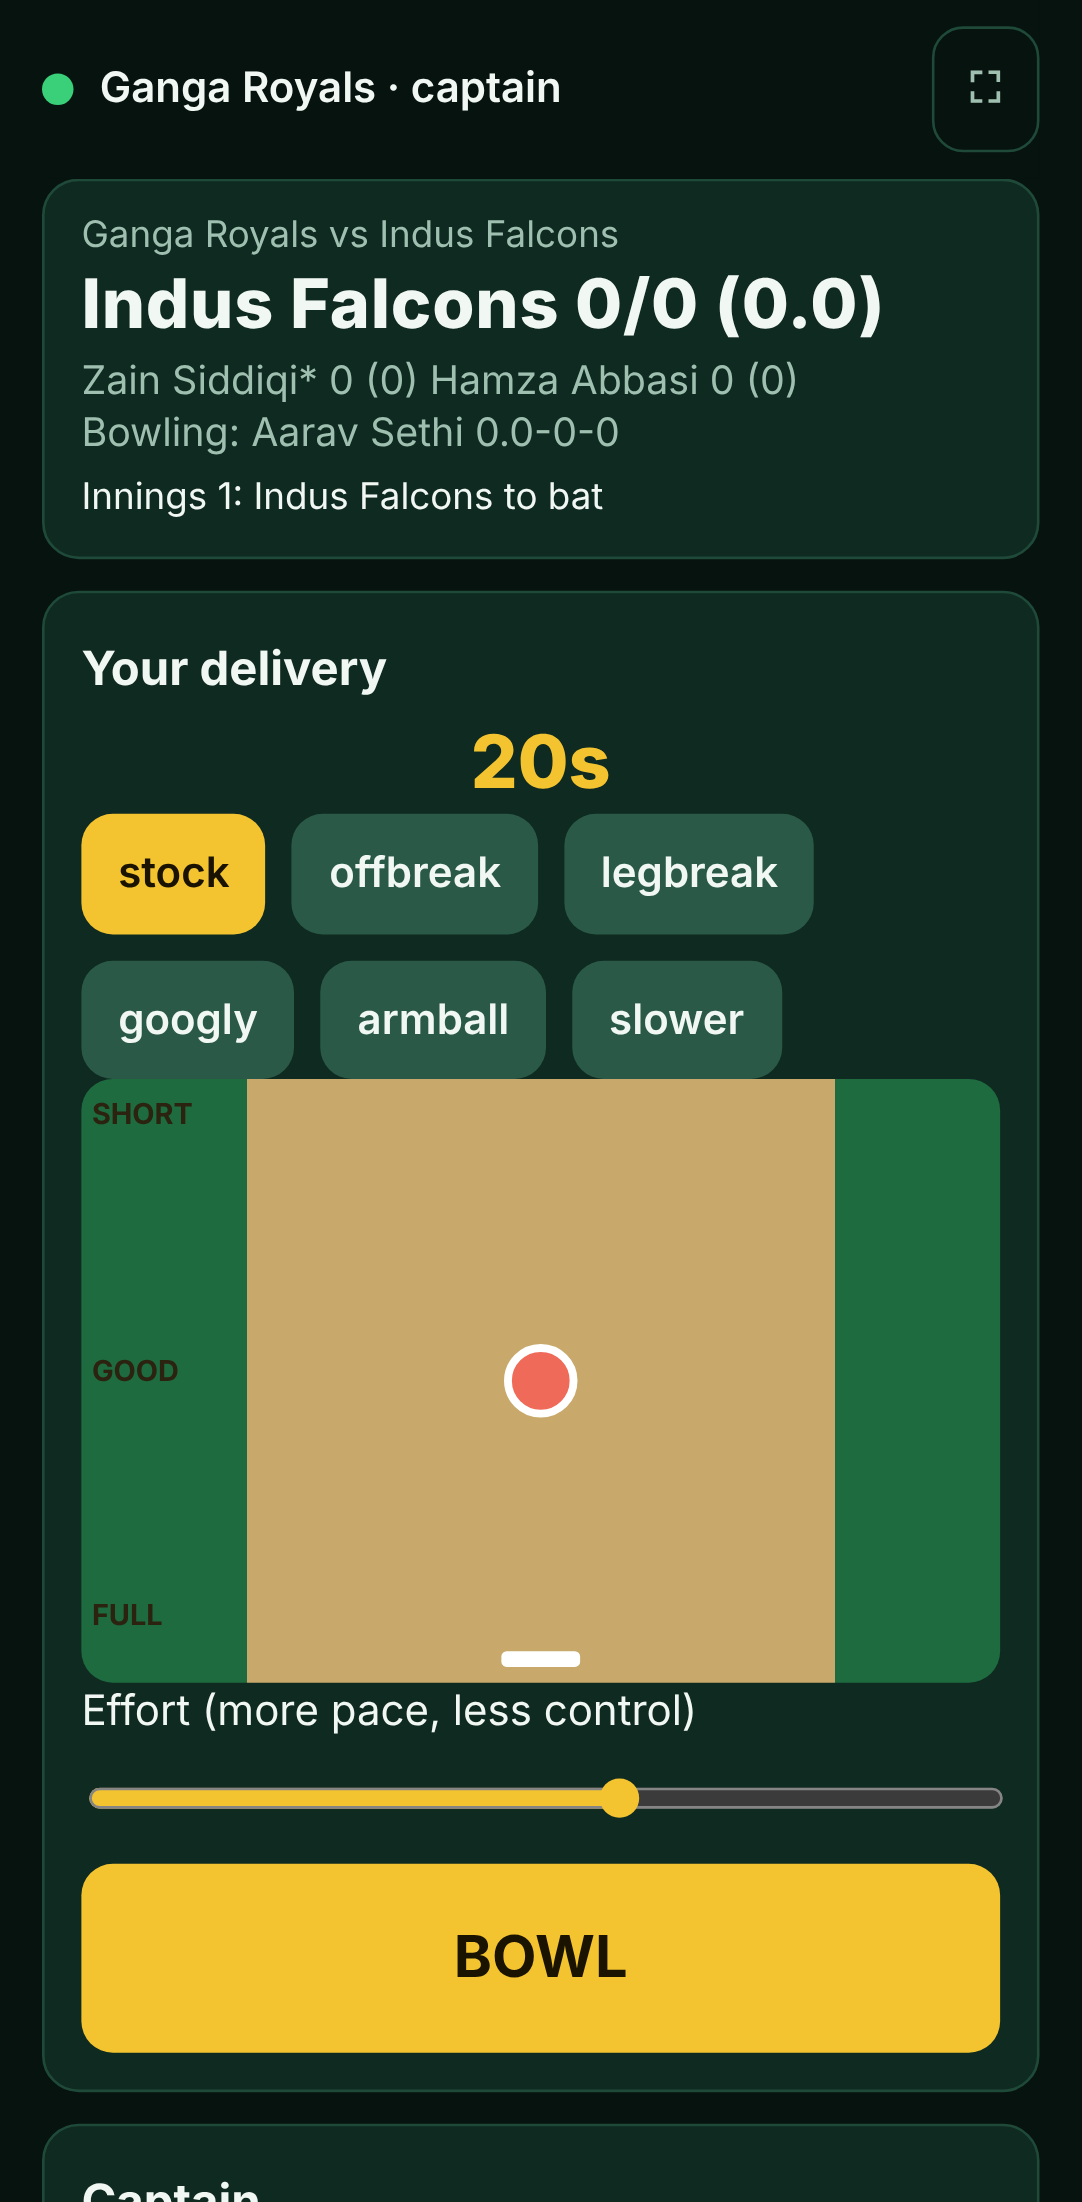 Ganga Royals · captain
Ganga Royals vs Indus Falcons
Indus Falcons 0/0 (0.0)
Zain Siddiqi* 0 (0) Hamza Abbasi 0 (0)
Bowling: Aarav Sethi 0.0-0-0
Innings 1: Indus Falcons to bat
Your delivery
20s
stock offbreak legbreak
googly armball slower
SHORT
GOOD
FULL
Effort (more pace, less control)
BOWL
Captain